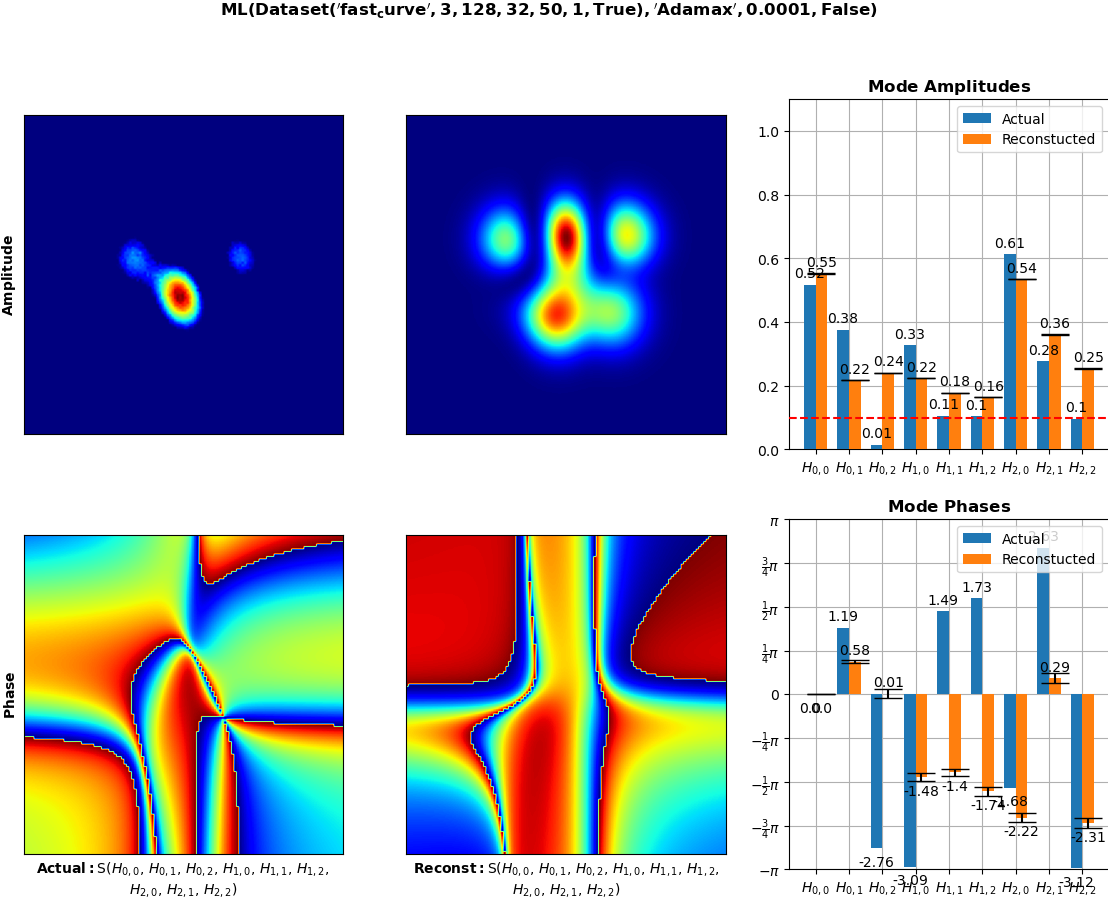 ML(Dataset('fast_curve', 3, 128, 32, 50, 1, True), 'Adamax', 0.0001, False)
Amplitude
Mode Amplitudes
Actual
Reconstucted
1.0
0.8
0.6
0.4
0.2
0.0
0.52 0.55
0.38 0.22
0.01 0.24
0.33 0.22
0.11 0.18
0.1 0.16
0.61 0.54
0.28 0.36
0.1 0.25
H0,0 H0,1 H0,2 H1,0 H1,1 H1,2 H2,0 H2,1 H2,2
Phase
Mode Phases
Actual
Reconstucted
π
3/4π
1/2π
1/4π
0
−1/4π
−1/2π
−3/4π
−π
0.0 0.0
1.19 0.58
-2.76 0.01
-3.09 -1.48
1.49 -1.4
1.73 -1.74
-2.22
0.29
-3.12 -2.31
H0,0 H0,1 H0,2 H1,0 H1,1 H1,2 H2,0 H2,1 H2,2
Actual: S(H0,0, H0,1, H0,2, H1,0, H1,1, H1,2,
H2,0, H2,1, H2,2)
Reconst: S(H0,0, H0,1, H0,2, H1,0, H1,1, H1,2,
H2,0, H2,1, H2,2)